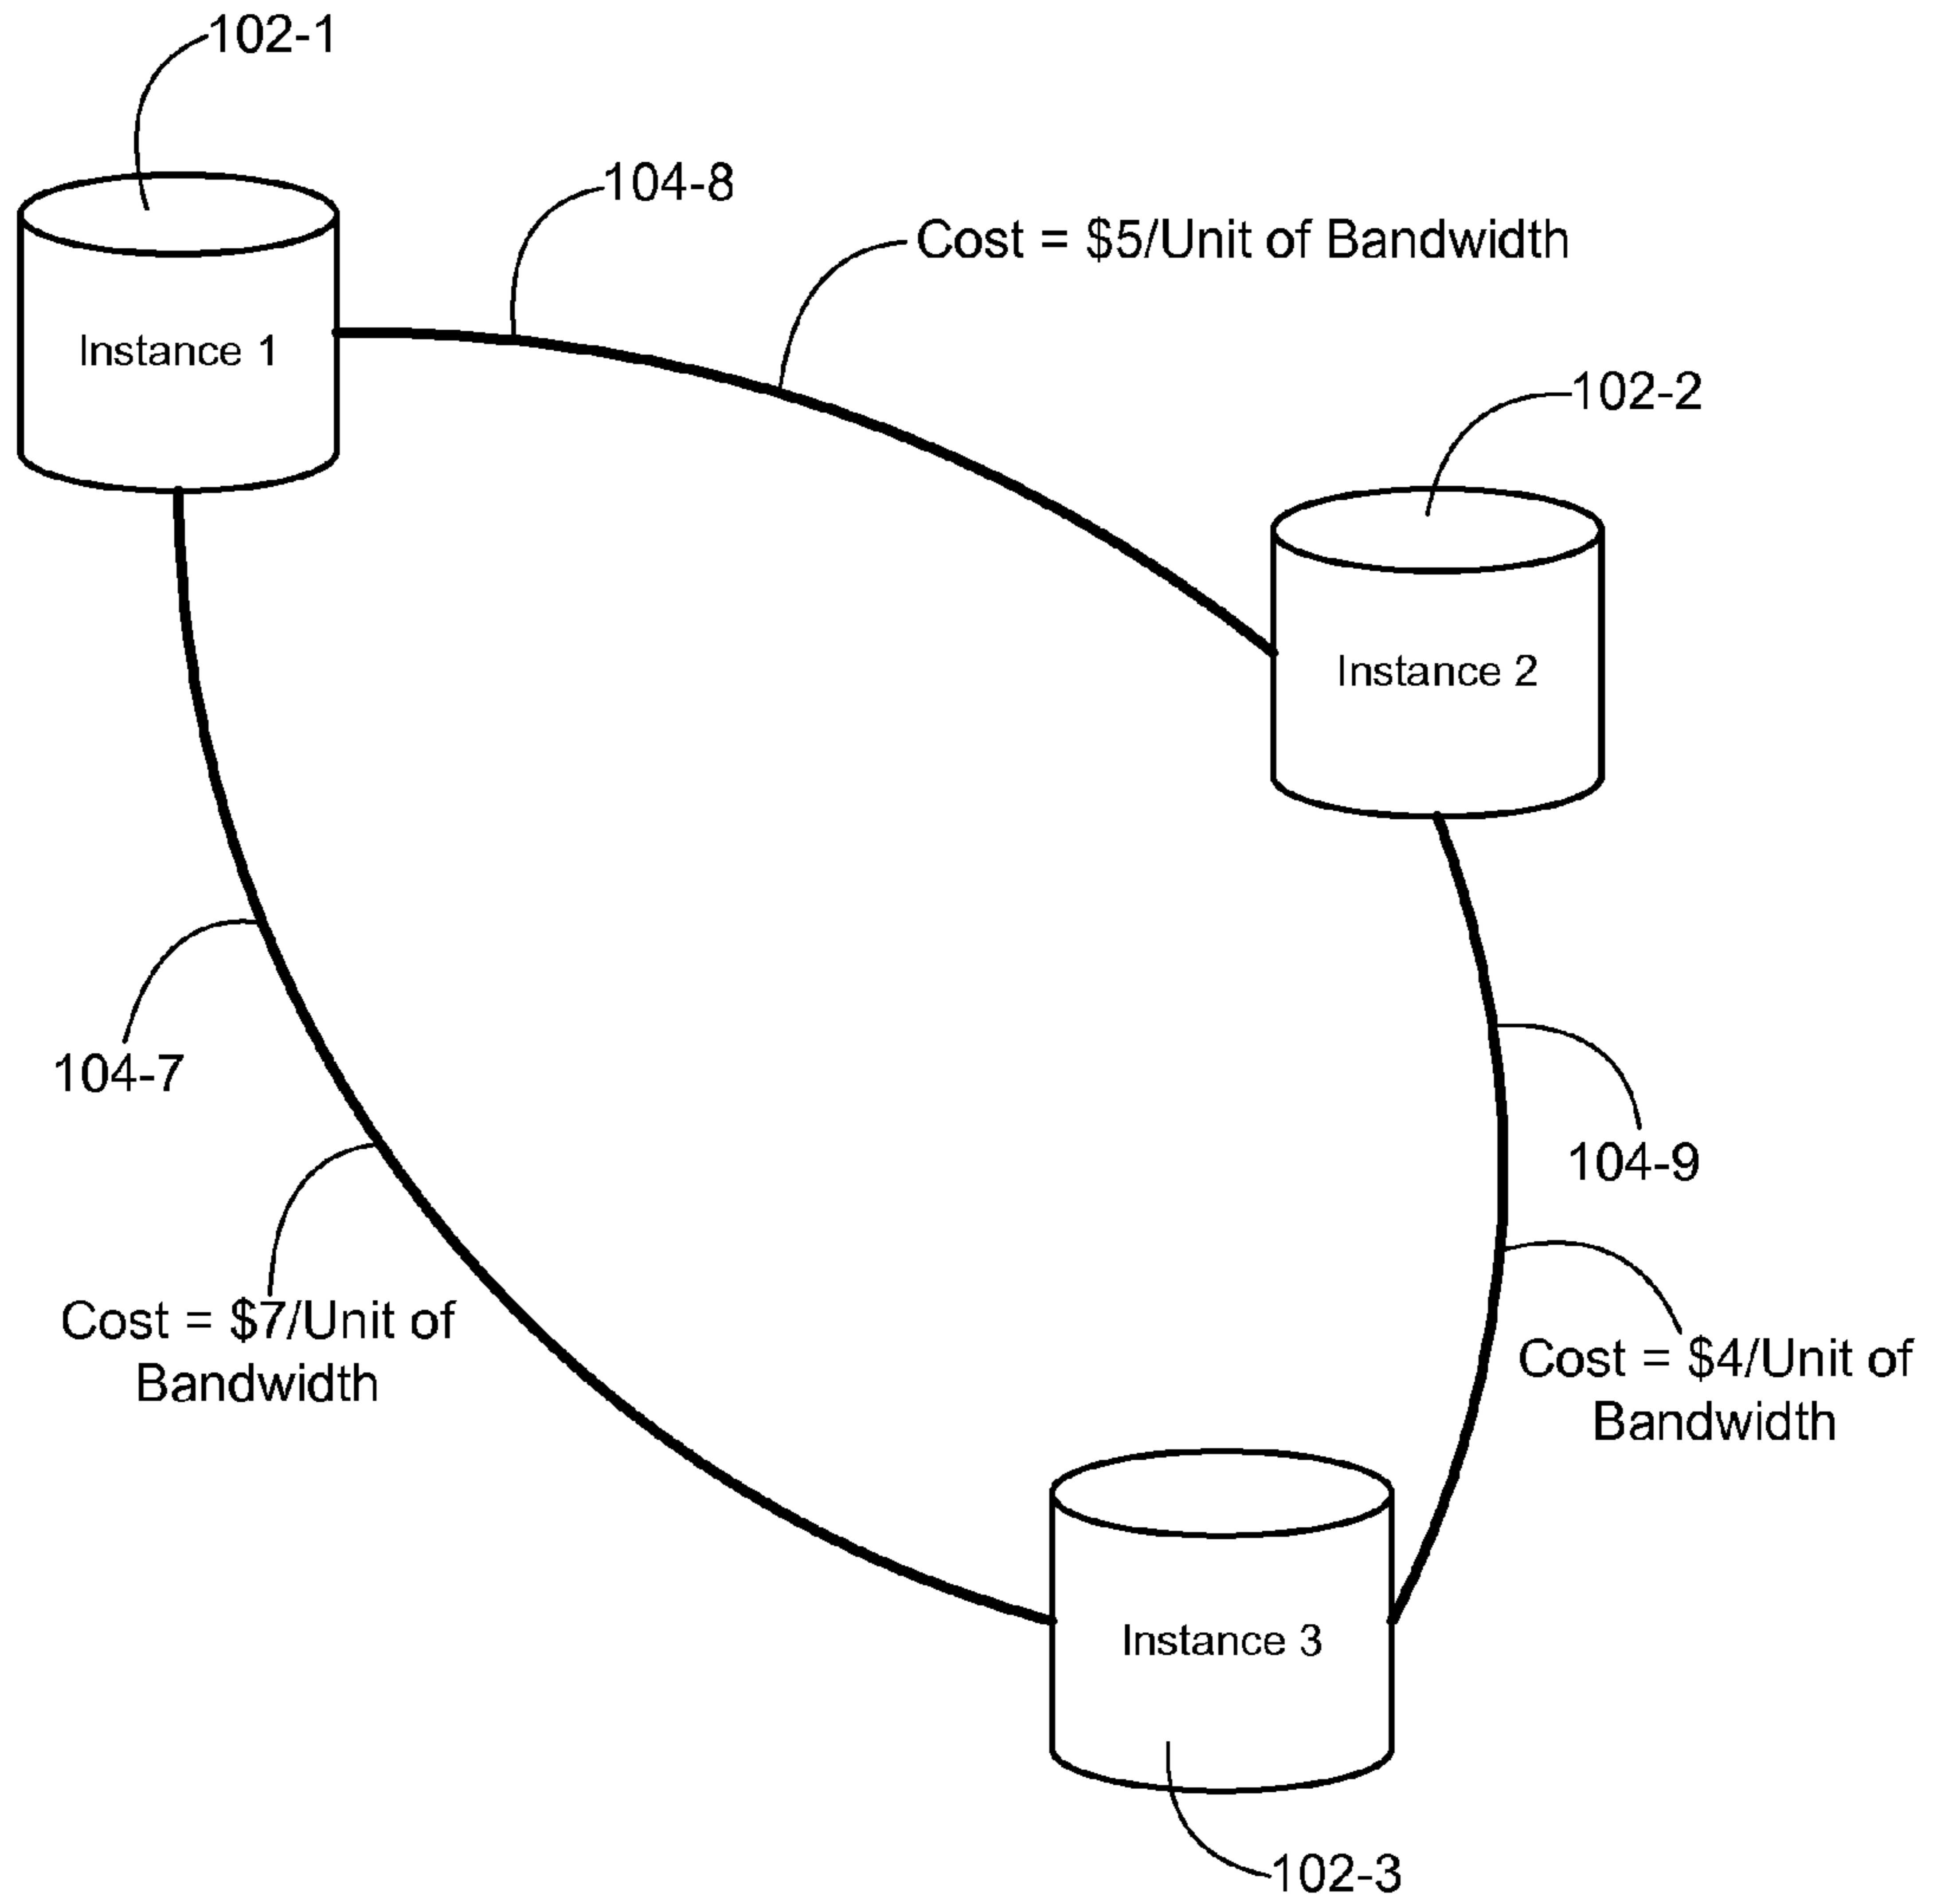 102-1
104-8
Cost = $5/Unit of Bandwidth
Instance 1
102-2
Instance 2
104-7
104-9
Cost = $7/Unit of
Bandwidth
Cost = $4/Unit of
Bandwidth
Instance 3
102-3